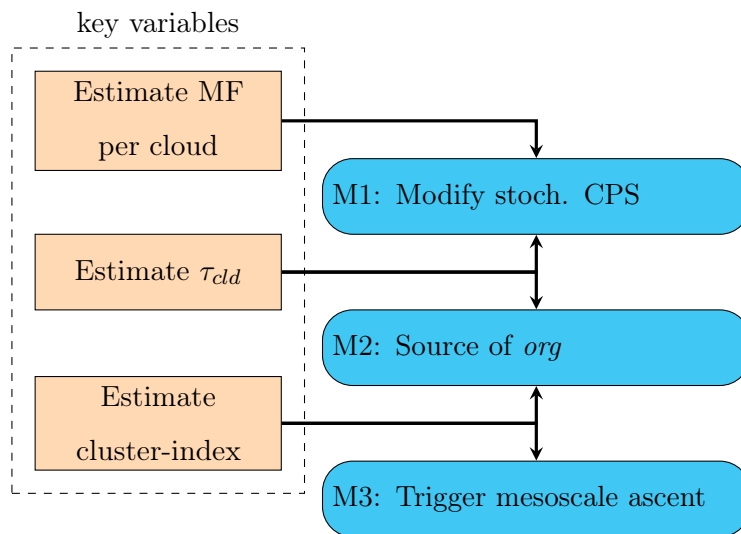 key variables
Estimate MF
per cloud
M1: Modify stoch. CPS
Estimate τcld
M2: Source of org
Estimate
cluster-index
M3: Trigger mesoscale ascent